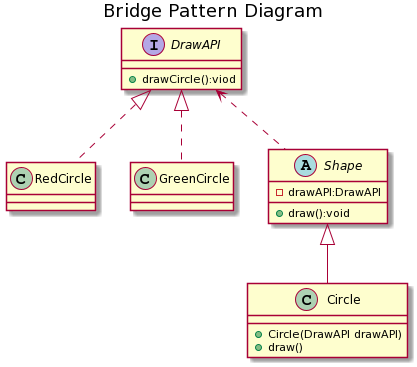 Bridge Pattern Diagram
I DrawAPI
drawCircle():viod
C RedCircle
C GreenCircle
A Shape
drawAPI:DrawAPI
draw():void
C Circle
Circle(DrawAPI drawAPI)
draw()